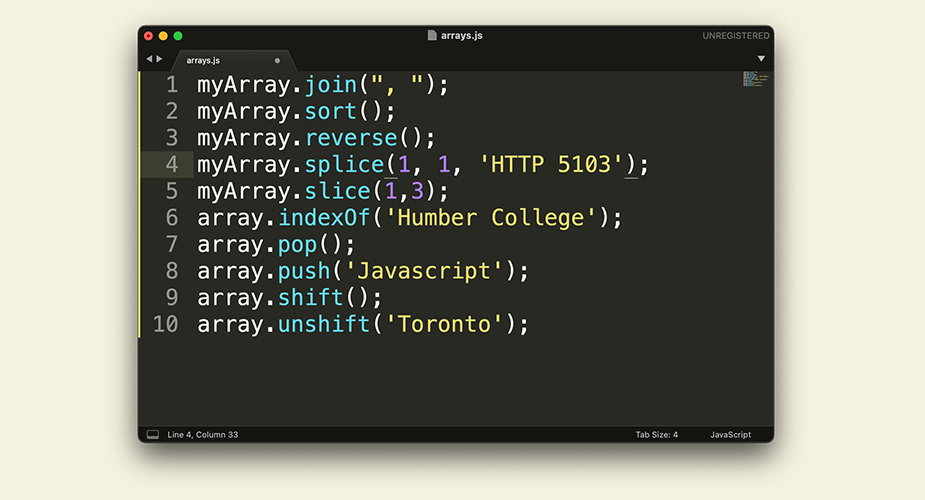 arrays.js
UNREGISTERED
arrays.js
1 myArray.join(", ");
2 myArray.sort();
3 myArray.reverse();
4 myArray.splice(1, 1, 'HTTP 5103');
5 myArray.slice(1,3);
6 array.indexOf('Humber College');
7 array.pop();
8 array.push('Javascript');
9 array.shift();
10 array.unshift('Toronto');
Line 4, Column 33
Tab Size: 4
JavaScript